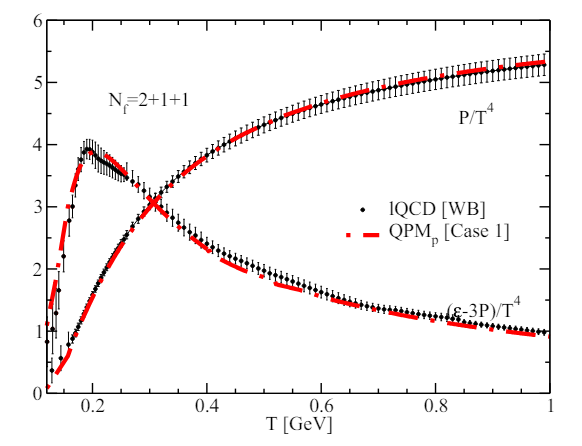 6
5
4
3
2
1
0
N_f=2+1+1
P/T^4
lQCD [WB]
QPM_p [Case 1]
(ε-3P)/T^4
0.2 0.4 0.6 0.8 1
T [GeV]